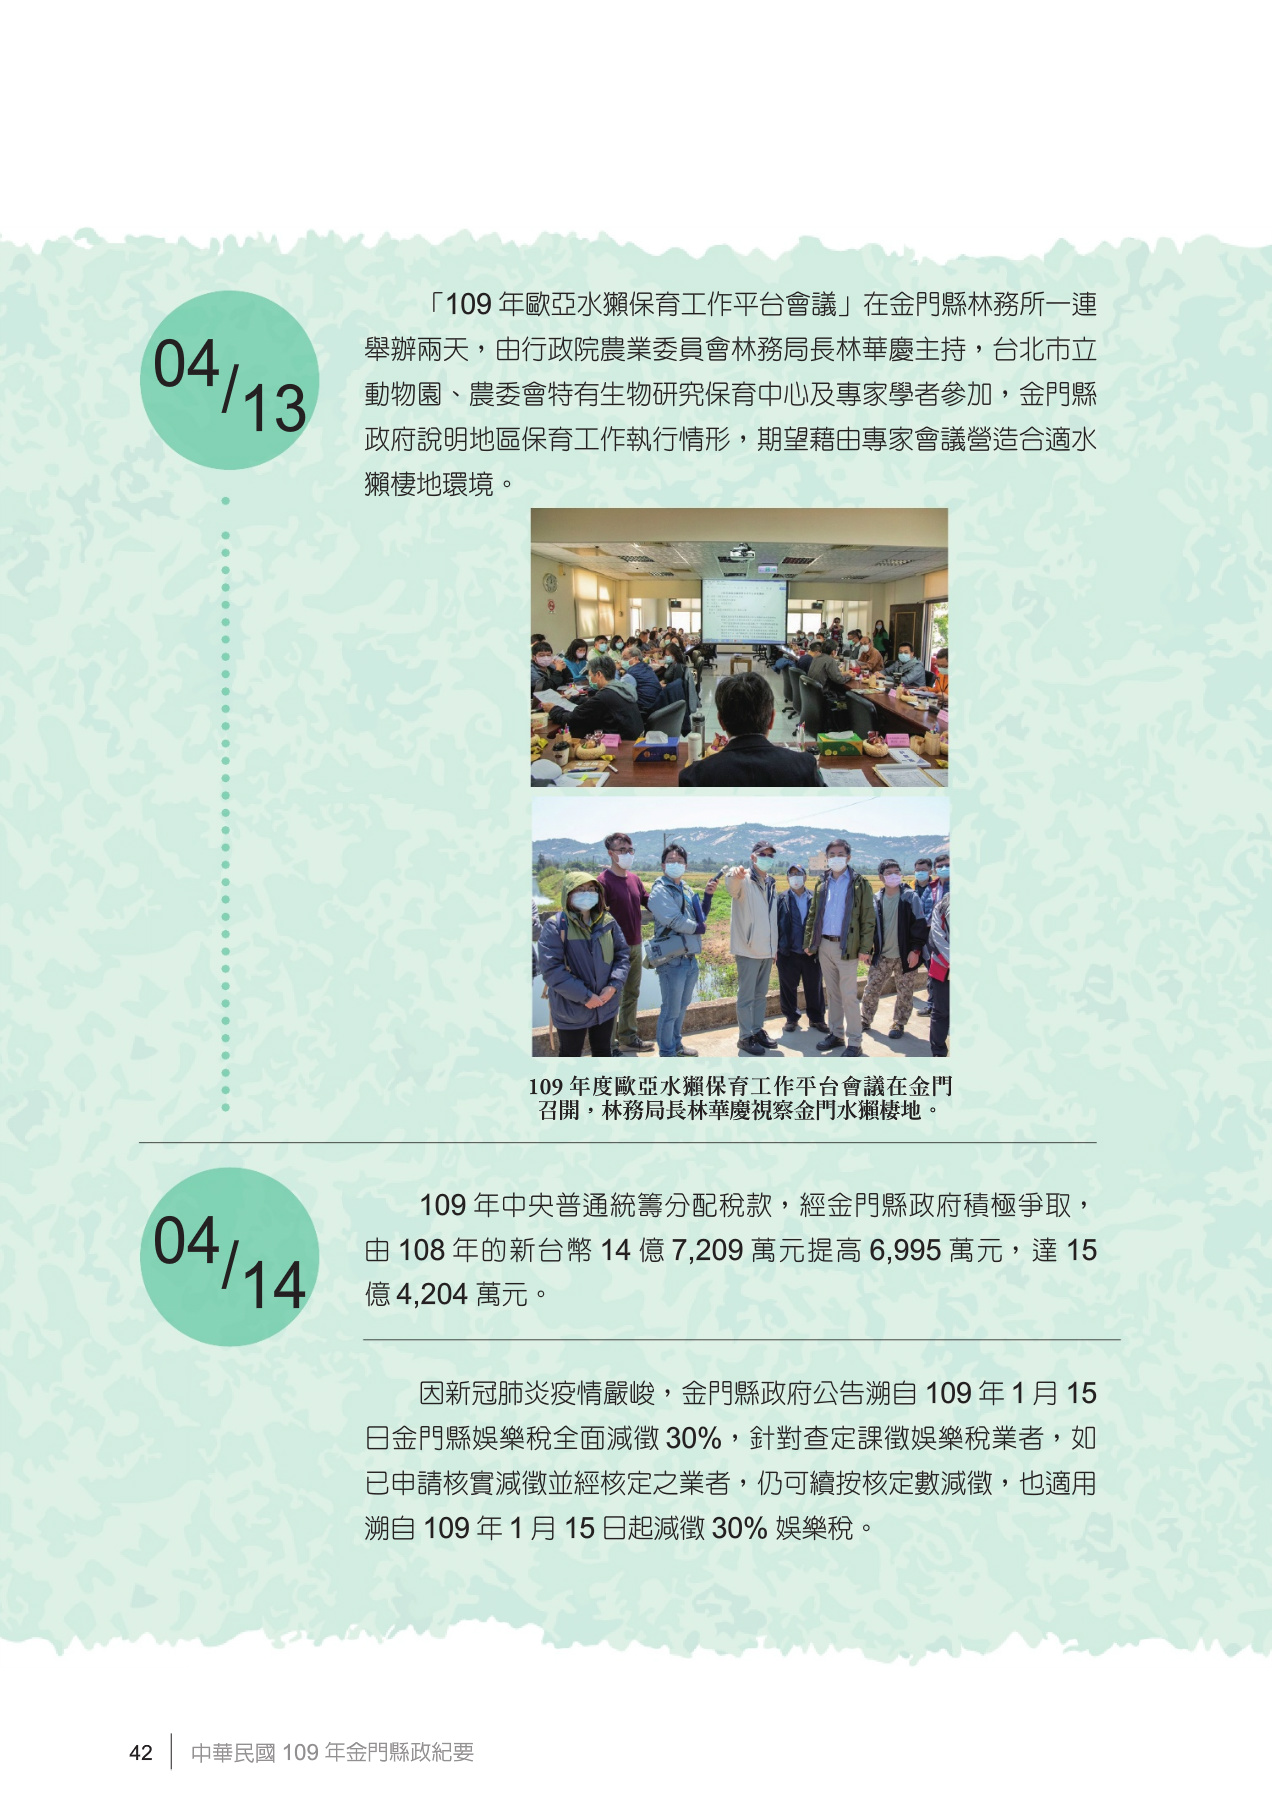 04/13
「109 年歐亞水獺保育工作平台會議」在金門縣林務所一連
舉辦兩天，由行政院農業委員會林務局長林華慶主持，台北市立
動物園、農委會特有生物研究保育中心及專家學者參加，金門縣
政府說明地區保育工作執行情形，期望藉由專家會議營造合適水
獺棲地環境。
109 年度歐亞水獺保育工作平台會議在金門
召開，林務局長林華慶視察金門水獺棲地。
04/14
109 年中央普通統籌分配稅款，經金門縣政府積極爭取，
由 108 年的新台幣 14 億 7,209 萬元提高 6,995 萬元，達 15
億 4,204 萬元。
因新冠肺炎疫情嚴峻，金門縣政府公告溯自 109 年 1 月 15
日金門縣娛樂稅全面減徵 30%，針對查定課徵娛樂稅業者，如
已申請核實減徵並經核定之業者，仍可續按核定數減徵，也適用
溯自 109 年 1 月 15 日起減徵 30% 娛樂稅。
42 中華民國 109 年金門縣政紀要